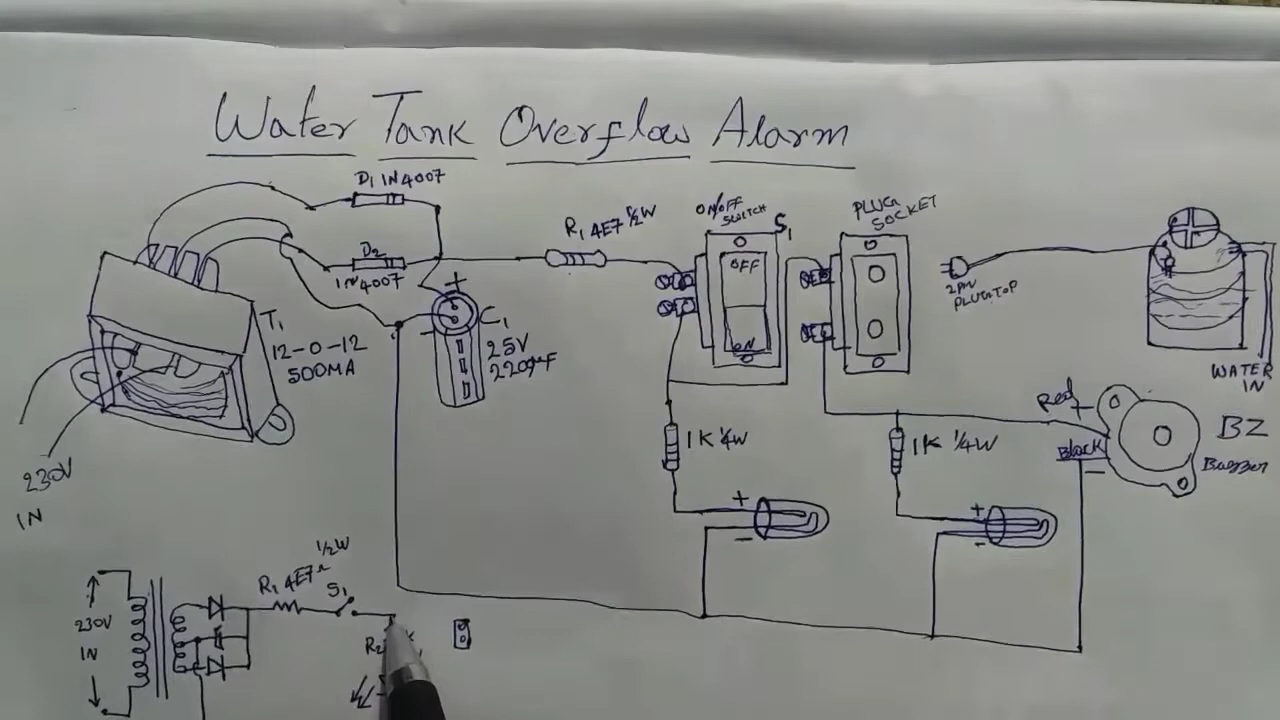 Water Tank Overflow Alarm
D1 1N4007
D2
1N4007
R1 4E7 1/2W
ON/OFF
SWITCH
S1
OFF
ON
PLUG
SOCKET
2PIN
PLUGTOP
WATER
IN
T1
12-0-12
500MA
230V
IN
+
-
C1
25V
220µF
1K 1/4W
+
-
1K 1/4W
+
-
Red +
Black
-
BZ
Buzzer
230V
IN
R1 4E7Ω 1/2W
S1